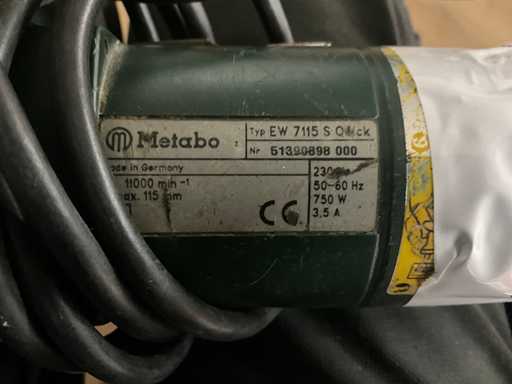 Metabo
Typ EW 7115 S Quick
Nr 51390898 000
Made in Germany
11000 min⁻¹
max. 115 mm
230
50-60 Hz
750 W
3,5 A
CE